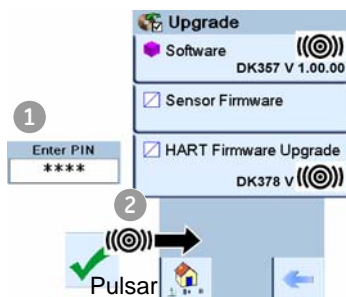 Upgrade
Software
DK357 V 1.00.00
Sensor Firmware
1
Enter PIN
****
HART Firmware Upgrade
DK378 V
2
Pulsar